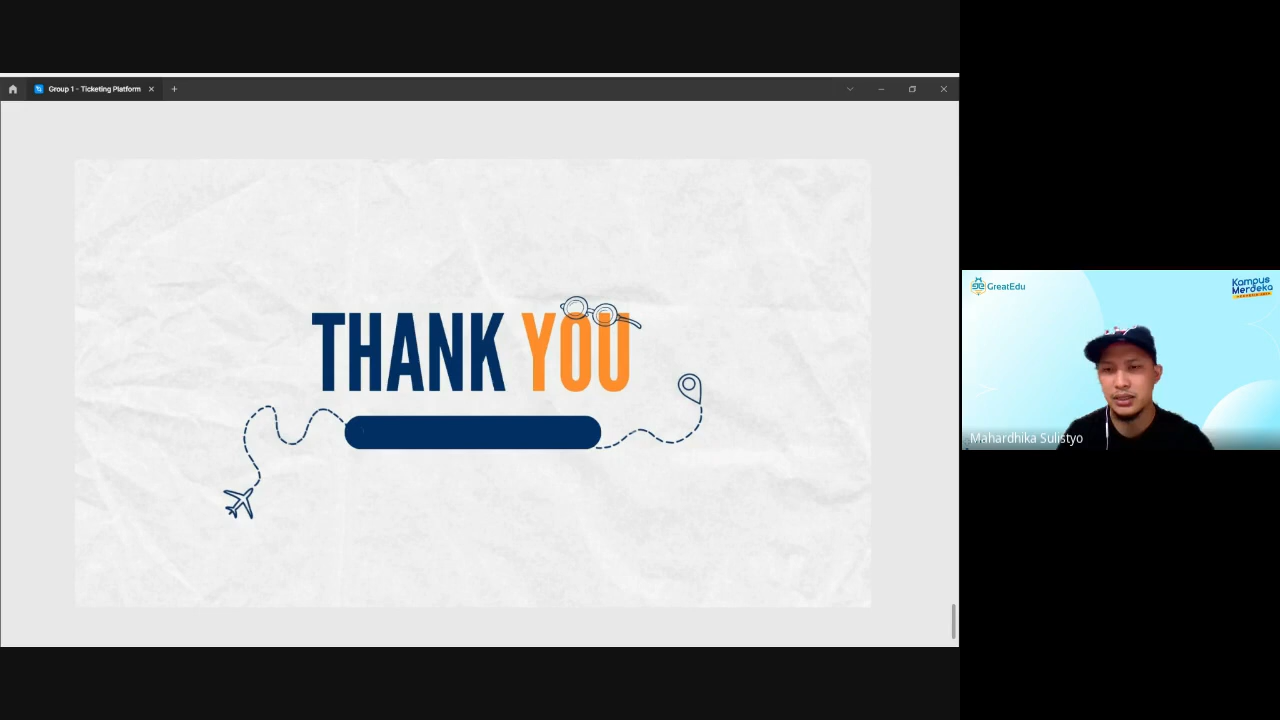 Group 1 - Ticketing Platform
THANK YOU
GreatEdu
Kampus
Merdeka
Mahardhika Sulistyo